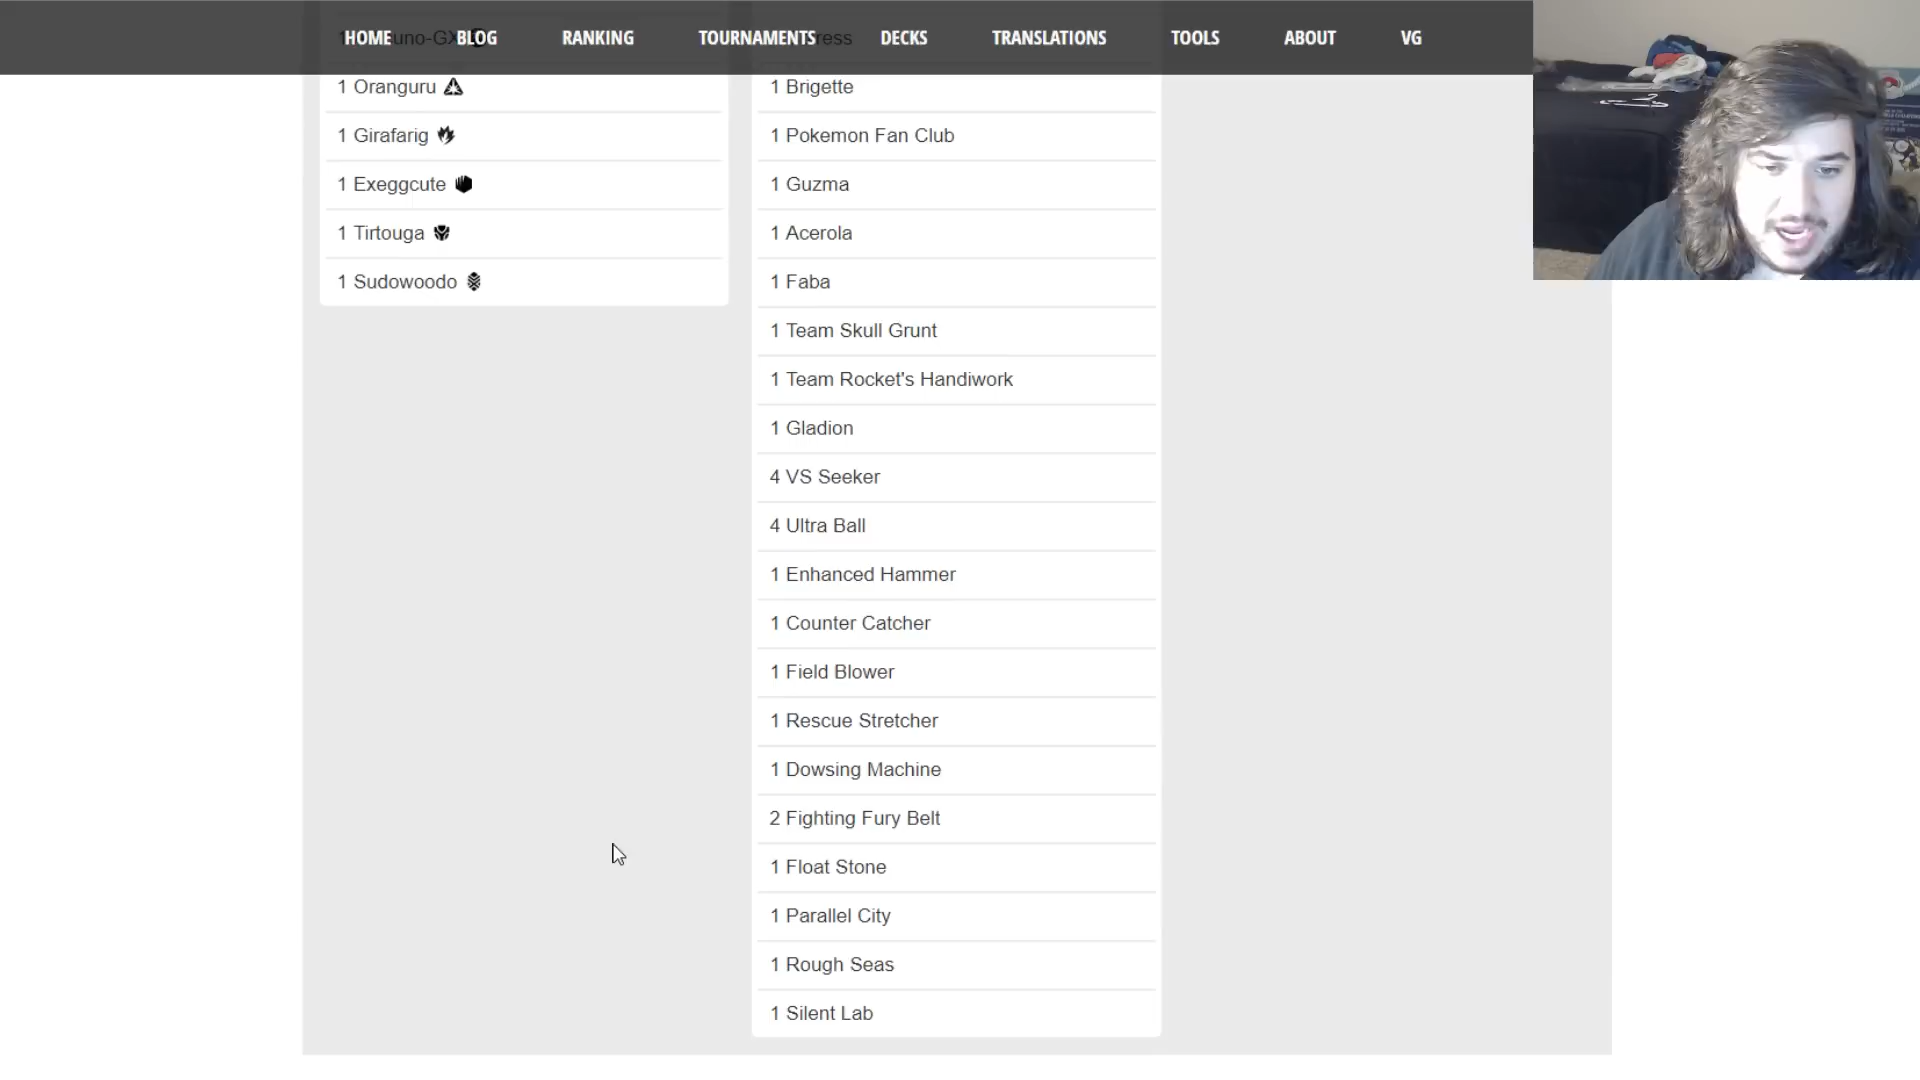 HOME BLOG RANKING TOURNAMENTS DECKS TRANSLATIONS TOOLS ABOUT VG
1 Oranguru
1 Girafarig
1 Exeggcute
1 Tirtouga
1 Sudowoodo
1 Brigette
1 Pokemon Fan Club
1 Guzma
1 Acerola
1 Faba
1 Team Skull Grunt
1 Team Rocket's Handiwork
1 Gladion
4 VS Seeker
4 Ultra Ball
1 Enhanced Hammer
1 Counter Catcher
1 Field Blower
1 Rescue Stretcher
1 Dowsing Machine
2 Fighting Fury Belt
1 Float Stone
1 Parallel City
1 Rough Seas
1 Silent Lab